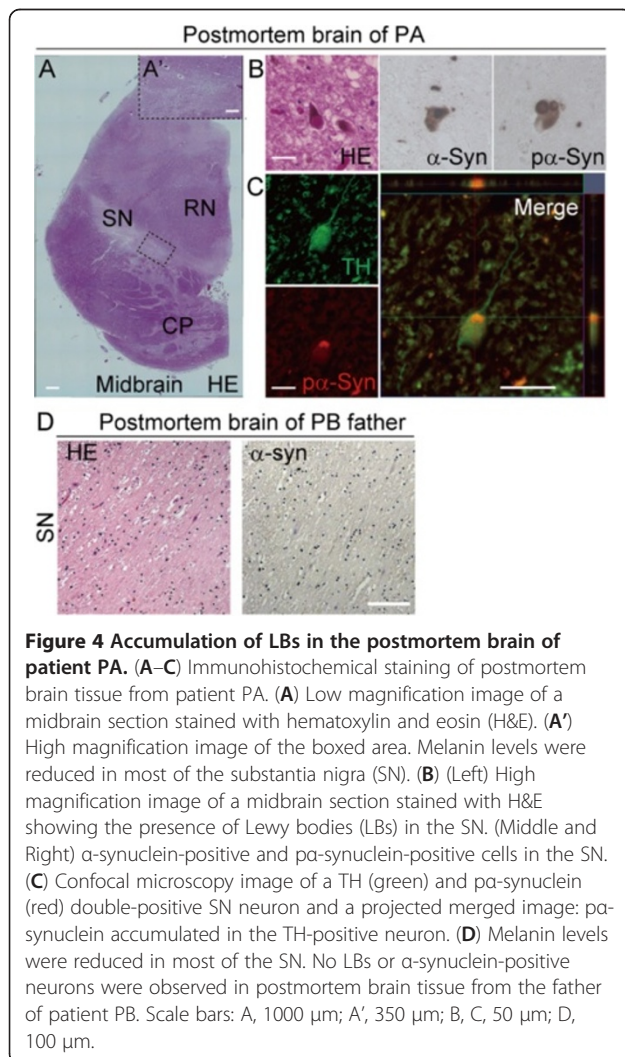 Postmortem brain of PA
A
A'
B
SN
RN
CP
Midbrain
HE
HE
α-Syn
pα-Syn
C
TH
pα-Syn
Merge
D
Postmortem brain of PB father
SN
HE
α-syn
Figure 4 Accumulation of LBs in the postmortem brain of
patient PA. (A–C) Immunohistochemical staining of postmortem
brain tissue from patient PA. (A) Low magnification image of a
midbrain section stained with hematoxylin and eosin (H&E). (A’)
High magnification image of the boxed area. Melanin levels were
reduced in most of the substantia nigra (SN). (B) (Left) High
magnification image of a midbrain section stained with H&E
showing the presence of Lewy bodies (LBs) in the SN. (Middle and
Right) α-synuclein-positive and pα-synuclein-positive cells in the SN.
(C) Confocal microscopy image of a TH (green) and pα-synuclein
(red) double-positive SN neuron and a projected merged image: pα-
synuclein accumulated in the TH-positive neuron. (D) Melanin levels
were reduced in most of the SN. No LBs or α-synuclein-positive
neurons were observed in postmortem brain tissue from the father
of patient PB. Scale bars: A, 1000 μm; A’, 350 μm; B, C, 50 μm; D,
100 μm.